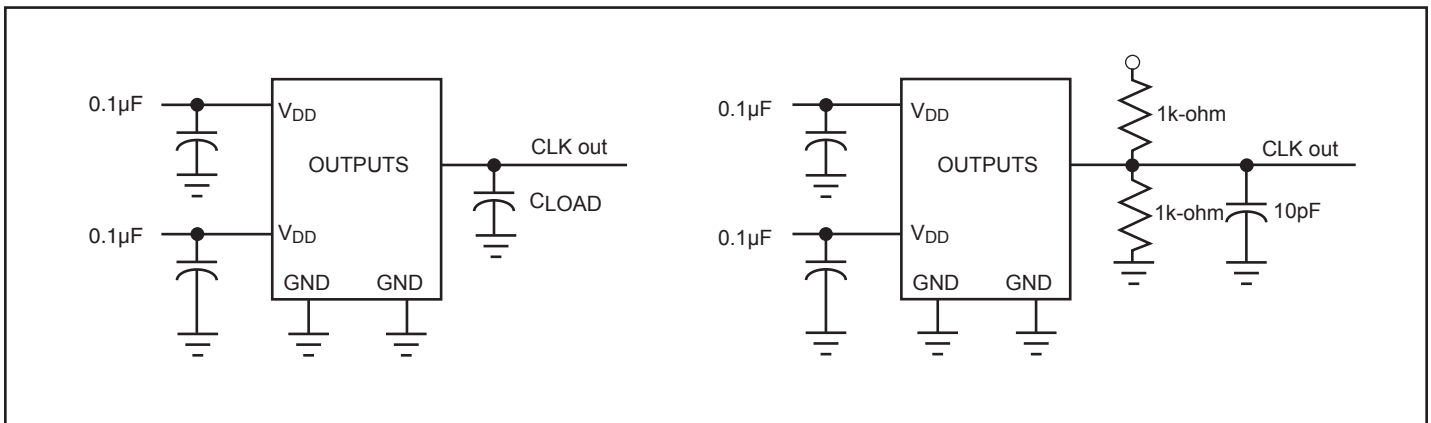 0.1µF
VDD
OUTPUTS
CLK out
CLOAD
0.1µF
VDD
GND GND
0.1µF
VDD
1k-ohm
OUTPUTS
CLK out
1k-ohm
10pF
0.1µF
VDD
GND GND